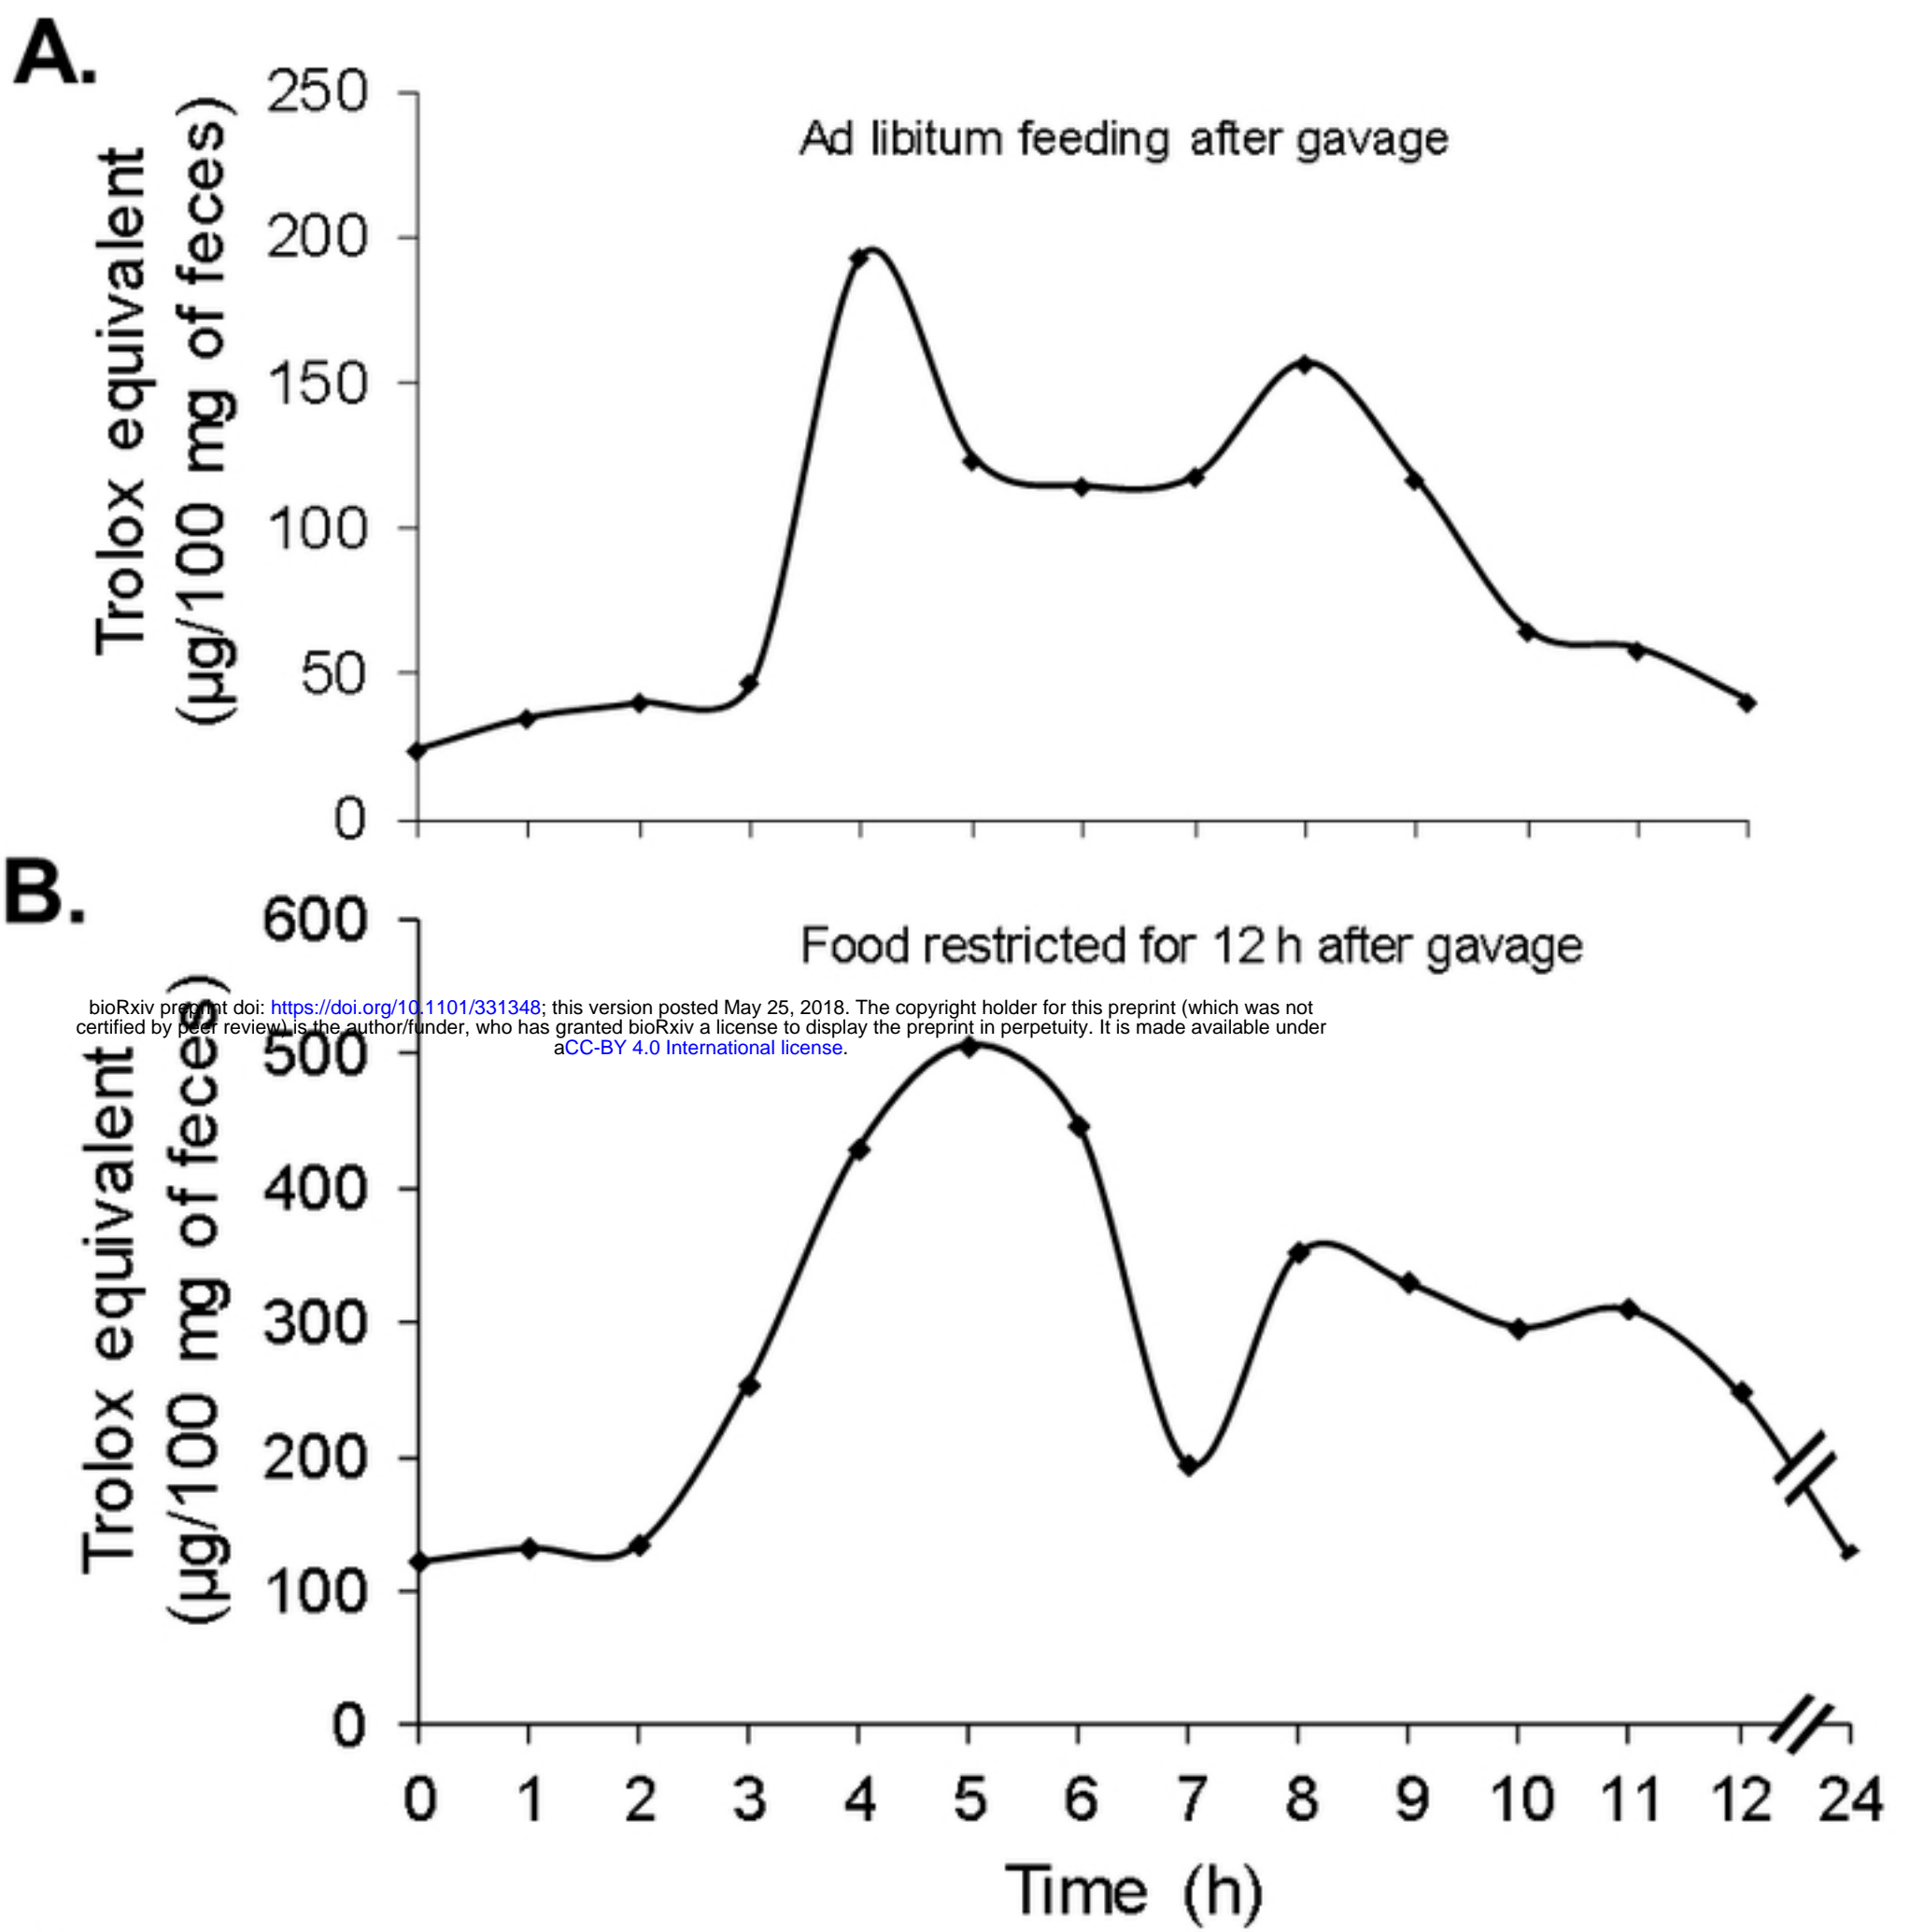 A.
Trolox equivalent
(µg/100 mg of feces)
250
200
150
100
50
0
Ad libitum feeding after gavage
B.
Trolox equivalent
(µg/100 mg of feces)
600
500
400
300
200
100
0
Food restricted for 12 h after gavage
bioRxiv preprint doi: https://doi.org/10.1101/331348; this version posted May 25, 2018. The copyright holder for this preprint (which was not
certified by peer review) is the author/funder, who has granted bioRxiv a license to display the preprint in perpetuity. It is made available under
aCC-BY 4.0 International license.
0 1 2 3 4 5 6 7 8 9 10 11 12 24
Time (h)